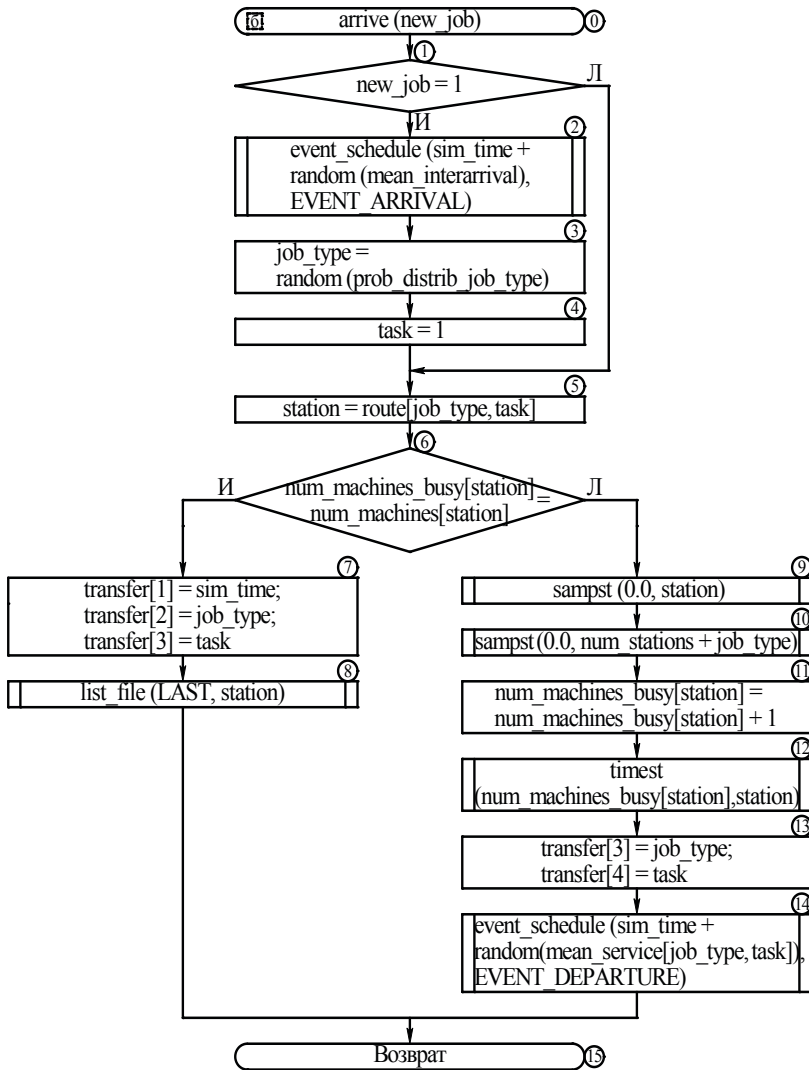 б
arrive (new_job)
0
1
new_job = 1
Л
И
2
event_schedule (sim_time +
random (mean_interarrival),
EVENT_ARRIVAL)
3
job_type =
random (prob_distrib_job_type)
4
task = 1
5
station = route[job_type, task]
6
И
num_machines_busy[station] =
num_machines[station]
Л
7
transfer[1] = sim_time;
transfer[2] = job_type;
transfer[3] = task
8
list_file (LAST, station)
9
sampst (0.0, station)
10
sampst (0.0, num_stations + job_type)
11
num_machines_busy[station] =
num_machines_busy[station] + 1
12
timest
(num_machines_busy[station],station)
13
transfer[3] = job_type;
transfer[4] = task
14
event_schedule (sim_time +
random(mean_service[job_type, task]),
EVENT_DEPARTURE)
Возврат
15